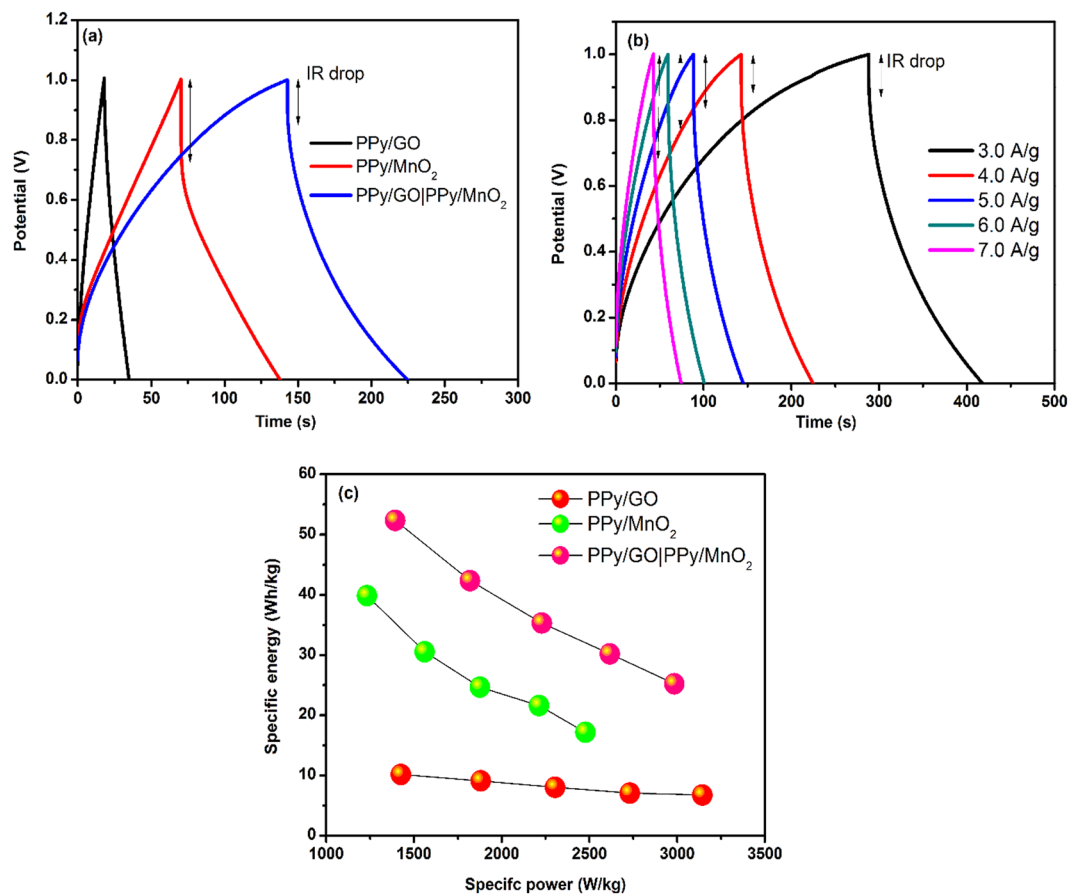 (a)
1.2
1.0
0.8
0.6
0.4
0.2
0.0
Potential (V)
IR drop
PPy/GO
PPy/MnO₂
PPy/GO|PPy/MnO₂
0 50 100 150 200 250 300
Time (s)
(b)
1.0
0.8
0.6
0.4
0.2
0.0
Potential (V)
IR drop
3.0 A/g
4.0 A/g
5.0 A/g
6.0 A/g
7.0 A/g
0 100 200 300 400 500
Time (s)
(c)
60
50
40
30
20
10
0
Specific energy (Wh/kg)
PPy/GO
PPy/MnO₂
PPy/GO|PPy/MnO₂
1000 1500 2000 2500 3000 3500
Specifc power (W/kg)